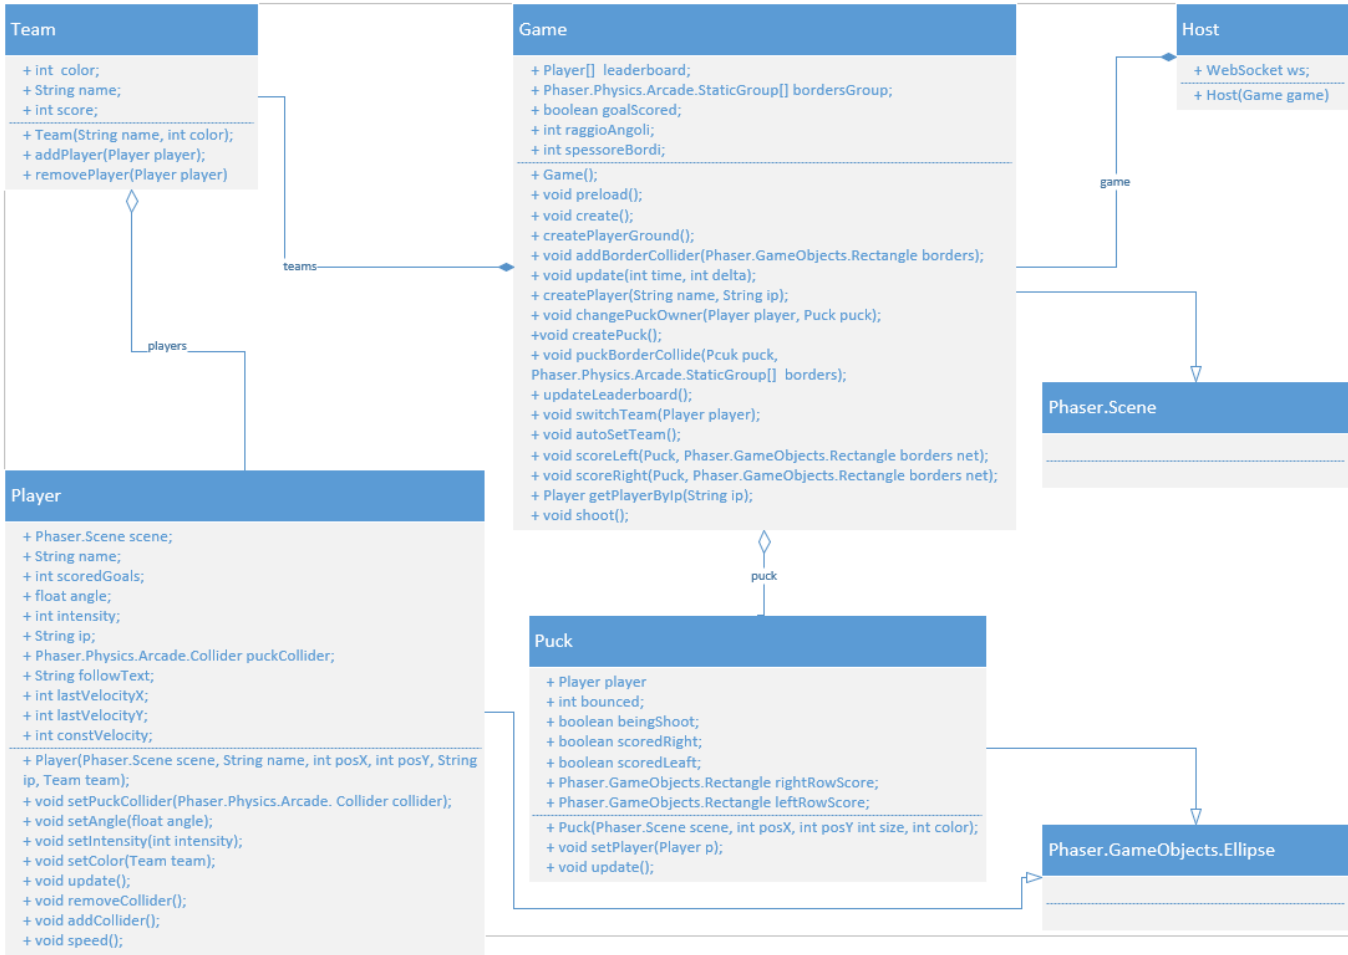 Team
+ int  color;
+ String name;
+ int score;
+ Team(String name, int color);
+ addPlayer(Player player);
+ removePlayer(Player player)
Game
+ Player[]  leaderboard;
+ Phaser.Physics.Arcade.StaticGroup[] bordersGroup;
+ boolean goalScored;
+ int raggioAngoli;
+ int spessoreBordi;
+ Game();
+ void preload();
+ void create();
+ createPlayerGround();
+ void addBorderCollider(Phaser.GameObjects.Rectangle borders);
+ void update(int time, int delta);
+ createPlayer(String name, String ip);
+ void changePuckOwner(Player player, Puck puck);
+void createPuck();
+ void puckBorderCollide(Pcuk puck,
Phaser.Physics.Arcade.StaticGroup[]  borders);
+ updateLeaderboard();
+ void switchTeam(Player player);
+ void autoSetTeam();
+ void scoreLeft(Puck, Phaser.GameObjects.Rectangle borders net);
+ void scoreRight(Puck, Phaser.GameObjects.Rectangle borders net);
+ Player getPlayerByIp(String ip);
+ void shoot();
Host
+ WebSocket ws;
+ Host(Game game)
game
teams
players
Phaser.Scene
Player
+ Phaser.Scene scene;
+ String name;
+ int scoredGoals;
+ float angle;
+ int intensity;
+ String ip;
+ Phaser.Physics.Arcade.Collider puckCollider;
+ String followText;
+ int lastVelocityX;
+ int lastVelocityY;
+ int constVelocity;
+ Player(Phaser.Scene scene, String name, int posX, int posY, String
ip, Team team);
+ void setPuckCollider(Phaser.Physics.Arcade. Collider collider);
+ void setAngle(float angle);
+ void setIntensity(int intensity);
+ void setColor(Team team);
+ void update();
+ void removeCollider();
+ void addCollider();
+ void speed();
puck
Puck
+ Player player
+ int bounced;
+ boolean beingShoot;
+ boolean scoredRight;
+ boolean scoredLeaft;
+ Phaser.GameObjects.Rectangle rightRowScore;
+ Phaser.GameObjects.Rectangle leftRowScore;
+ Puck(Phaser.Scene scene, int posX, int posY int size, int color);
+ void setPlayer(Player p);
+ void update();
Phaser.GameObjects.Ellipse